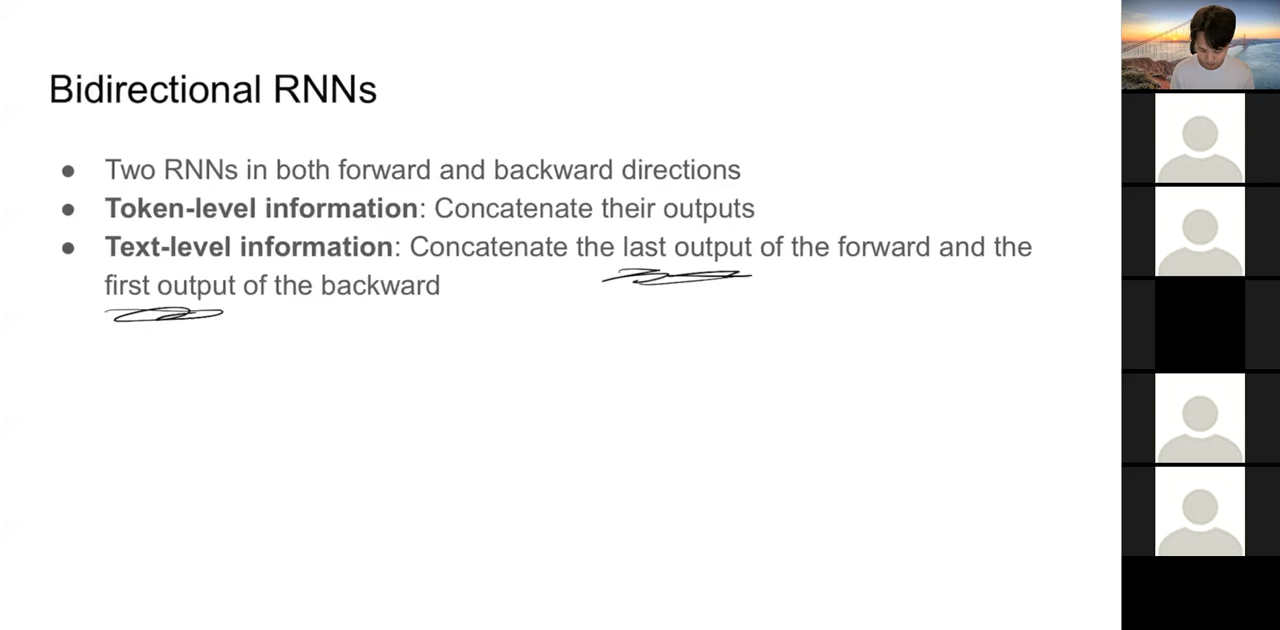 Bidirectional RNNs
● Two RNNs in both forward and backward directions
● Token-level information: Concatenate their outputs
● Text-level information: Concatenate the last output of the forward and the
first output of the backward